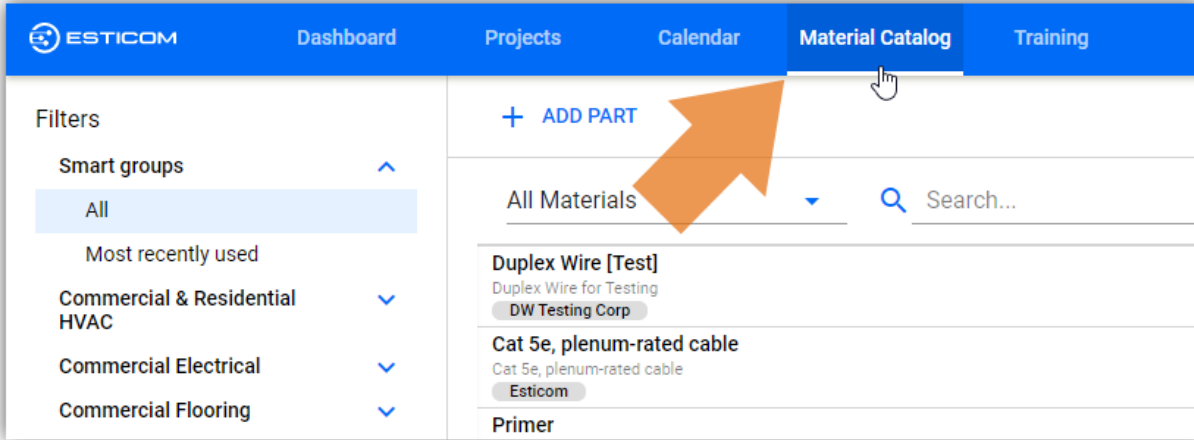 ESTICOM Dashboard Projects Calendar Material Catalog Training
Filters
Smart groups
All
Most recently used
Commercial & Residential
HVAC
Commercial Electrical
Commercial Flooring
+ ADD PART
All Materials
Search...
Duplex Wire [Test]
Duplex Wire for Testing
DW Testing Corp
Cat 5e, plenum-rated cable
Cat 5e, plenum-rated cable
Esticom
Primer